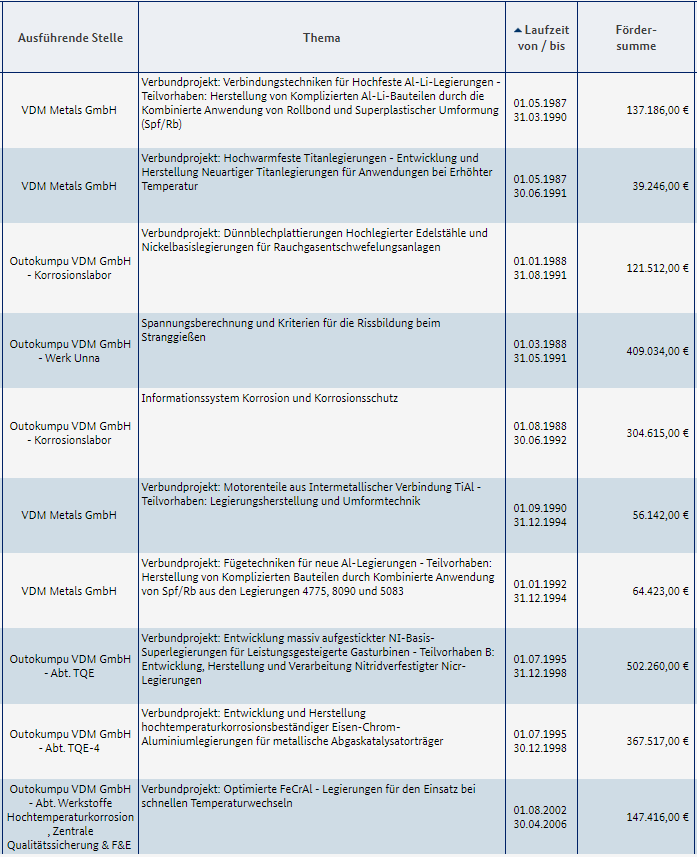 Ausführende Stelle
Thema
Laufzeit
von / bis
Förder-
summe
VDM Metals GmbH
Verbundprojekt: Verbindungstechniken für Hochfeste Al-Li-Legierungen -
Teilvorhaben: Herstellung von Komplizierten Al-Li-Bauteilen durch die
Kombinierte Anwendung von Rollbond und Superplastischer Umformung
(Spf/Rb)
01.05.1987
31.03.1990
137.186,00 €
VDM Metals GmbH
Verbundprojekt: Hochwarmfeste Titanlegierungen - Entwicklung und
Herstellung Neuartiger Titanlegierungen für Anwendungen bei Erhöhter
Temperatur
01.05.1987
30.06.1991
39.246,00 €
Outokumpu VDM GmbH
- Korrosionslabor
Verbundprojekt: Dünnblechplattierungen Hochlegierter Edelstähle und
Nickelbasislegierungen für Rauchgasentschwefelungsanlagen
01.01.1988
31.08.1991
121.512,00 €
Outokumpu VDM GmbH
- Werk Unna
Spannungsberechnung und Kriterien für die Rissbildung beim
Stranggießen
01.03.1988
31.05.1991
409.034,00 €
Outokumpu VDM GmbH
- Korrosionslabor
Informationssystem Korrosion und Korrosionsschutz
01.08.1988
30.06.1992
304.615,00 €
VDM Metals GmbH
Verbundprojekt: Motorenteile aus Intermetallischer Verbindung TiAl -
Teilvorhaben: Legierungsherstellung und Umformtechnik
01.09.1990
31.12.1994
56.142,00 €
VDM Metals GmbH
Verbundprojekt: Fügetechniken für neue Al-Legierungen - Teilvorhaben:
Herstellung von Komplizierten Bauteilen durch Kombinierte Anwendung
von Spf/Rb aus den Legierungen 4775, 8090 und 5083
01.01.1992
31.12.1994
64.423,00 €
Outokumpu VDM GmbH
- Abt. TQE
Verbundprojekt: Entwicklung massiv aufgestickter NI-Basis-
Superlegierungen für Leistungsgesteigerte Gasturbinen - Teilvorhaben B:
Entwicklung, Herstellung und Verarbeitung Nitridverfestigter Nicr-
Legierungen
01.07.1995
31.12.1998
502.260,00 €
Outokumpu VDM GmbH
- Abt. TQE-4
Verbundprojekt: Entwicklung und Herstellung
hochtemperaturkorrosionsbeständiger Eisen-Chrom-
Aluminiumlegierungen für metallische Abgaskatalysatorträger
01.07.1995
30.12.1998
367.517,00 €
Outokumpu VDM GmbH
- Abt. Werkstoffe
Hochtemperaturkorrosion
, Zentrale
Qualitätssicherung & F&E
Verbundprojekt: Optimierte FeCrAl - Legierungen für den Einsatz bei
schnellen Temperaturwechseln
01.08.2002
30.04.2006
147.416,00 €